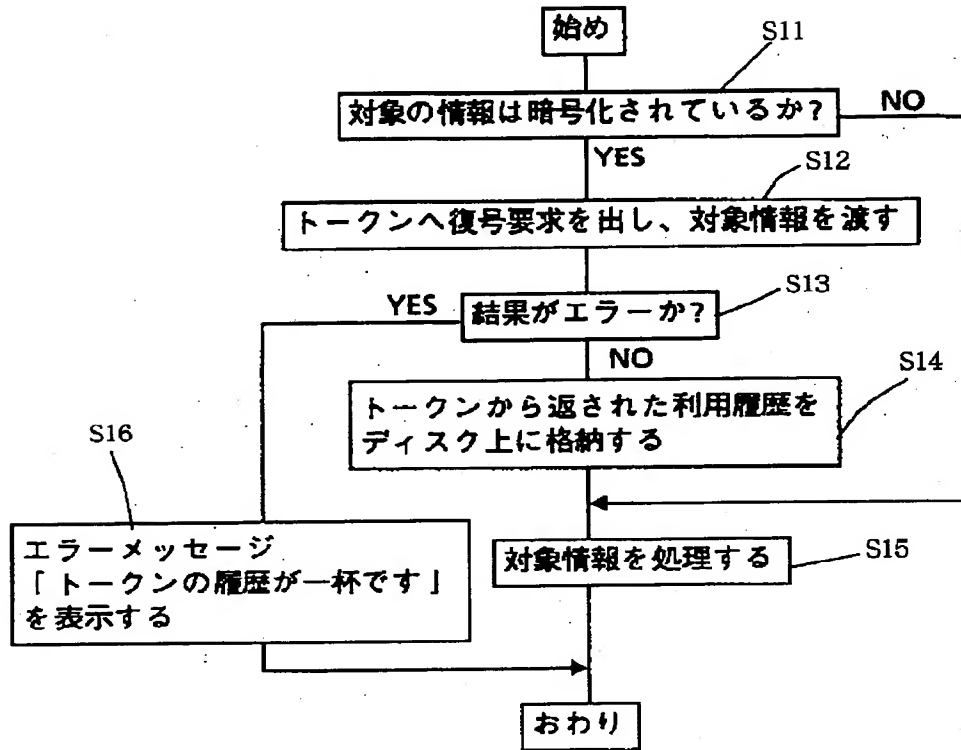 始め
S11
対象の情報は暗号化されているか?
NO
YES
S12
トークンへ復号要求を出し、対象情報を渡す
S13
YES
結果がエラーか?
NO
S14
トークンから返された利用履歴を
ディスク上に格納する
S16
エラーメッセージ
「トークンの履歴が一杯です」
を表示する
対象情報を処理する
S15
おわり